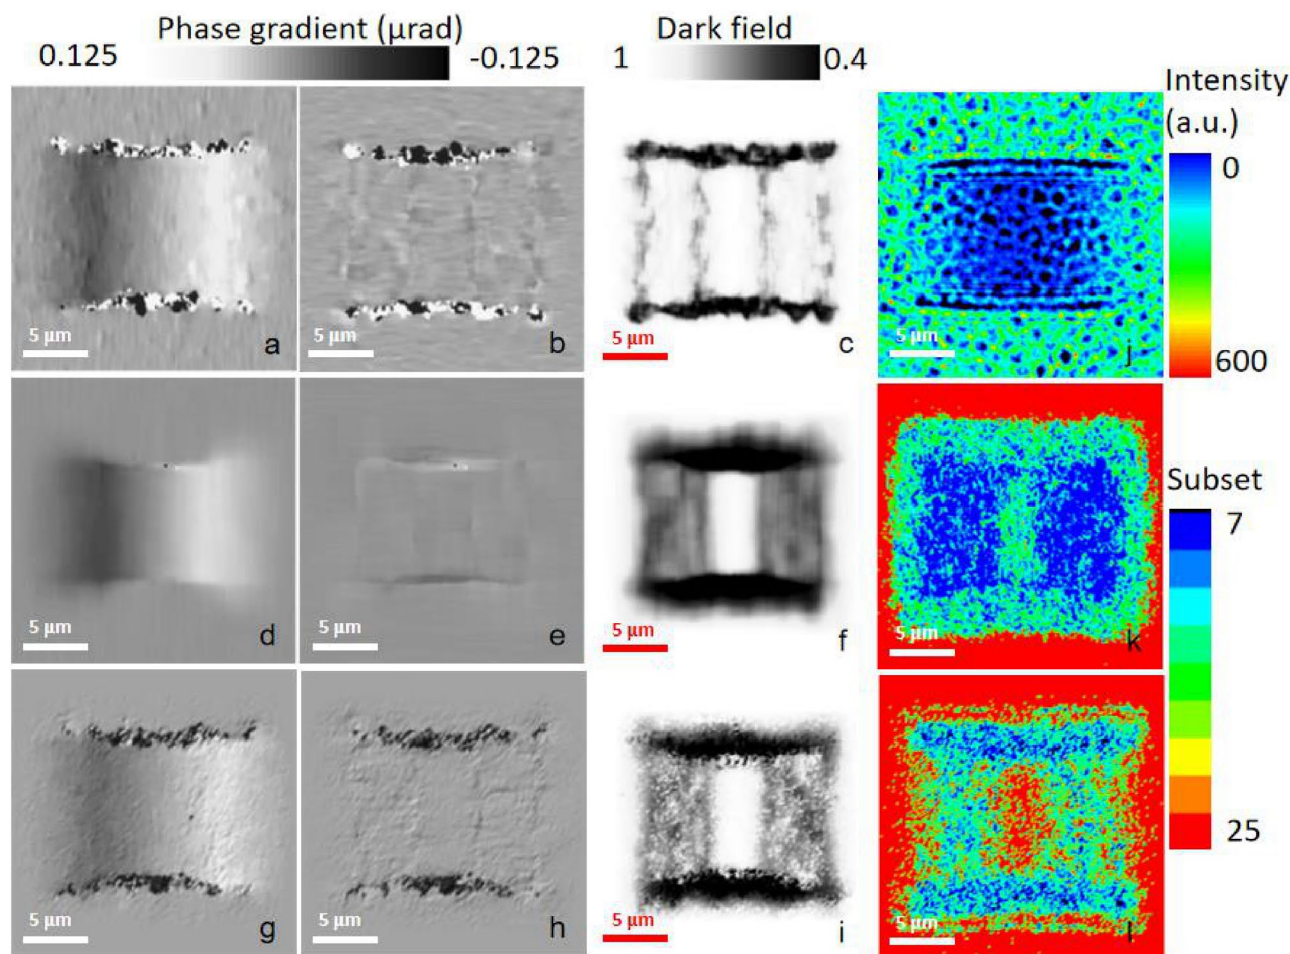 Phase gradient (μrad)
0.125
-0.125
Dark field
1
0.4
Intensity
(a.u.)
0
600
5 μm
a
5 μm
b
5 μm
c
5 μm
j
5 μm
d
5 μm
e
5 μm
f
5 μm
k
Subset
7
25
5 μm
g
5 μm
h
5 μm
i
5 μm
l